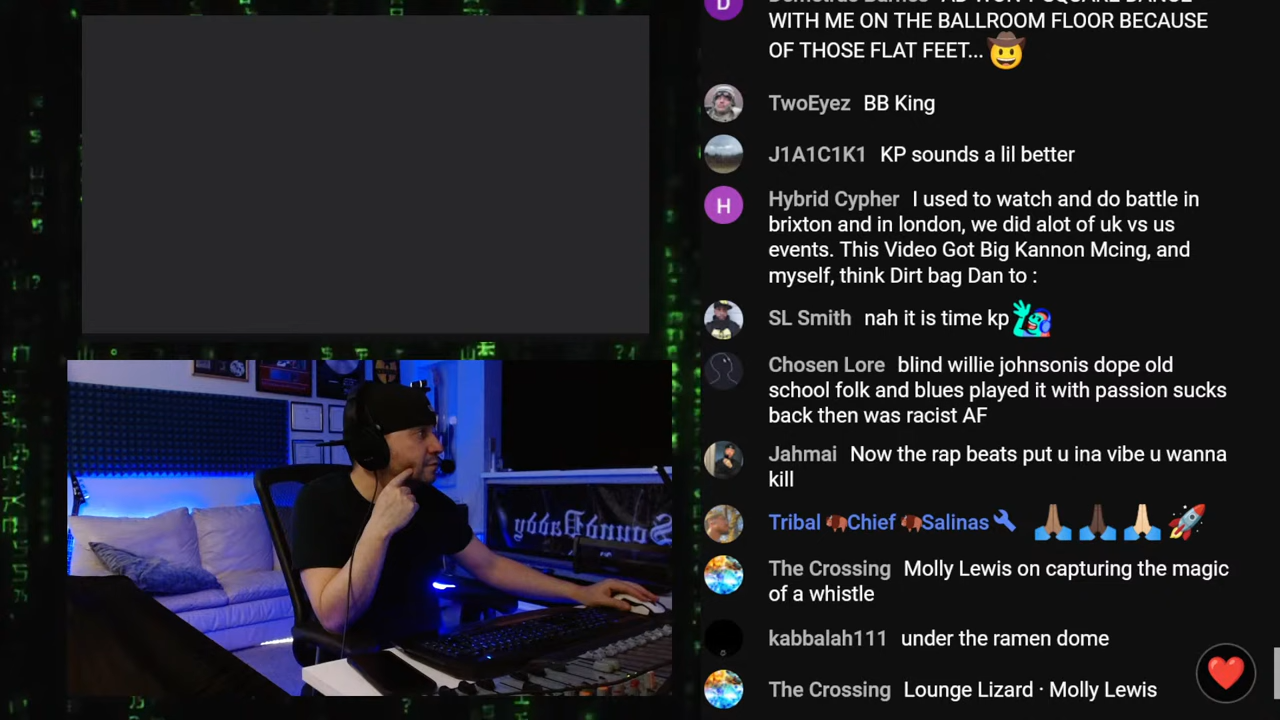 WITH ME ON THE BALLROOM FLOOR BECAUSE
OF THOSE FLAT FEET...
TwoEyez BB King
J1A1C1K1 KP sounds a lil better
H
Hybrid Cypher I used to watch and do battle in
brixton and in london, we did alot of uk vs us
events. This Video Got Big Kannon Mcing, and
myself, think Dirt bag Dan to :
SL Smith nah it is time kp
Chosen Lore blind willie johnsonis dope old
school folk and blues played it with passion sucks
back then was racist AF
Jahmai Now the rap beats put u ina vibe u wanna
kill
Tribal Chief Salinas
The Crossing Molly Lewis on capturing the magic
of a whistle
kabbalah111 under the ramen dome
The Crossing Lounge Lizard · Molly Lewis
SoundDaddy